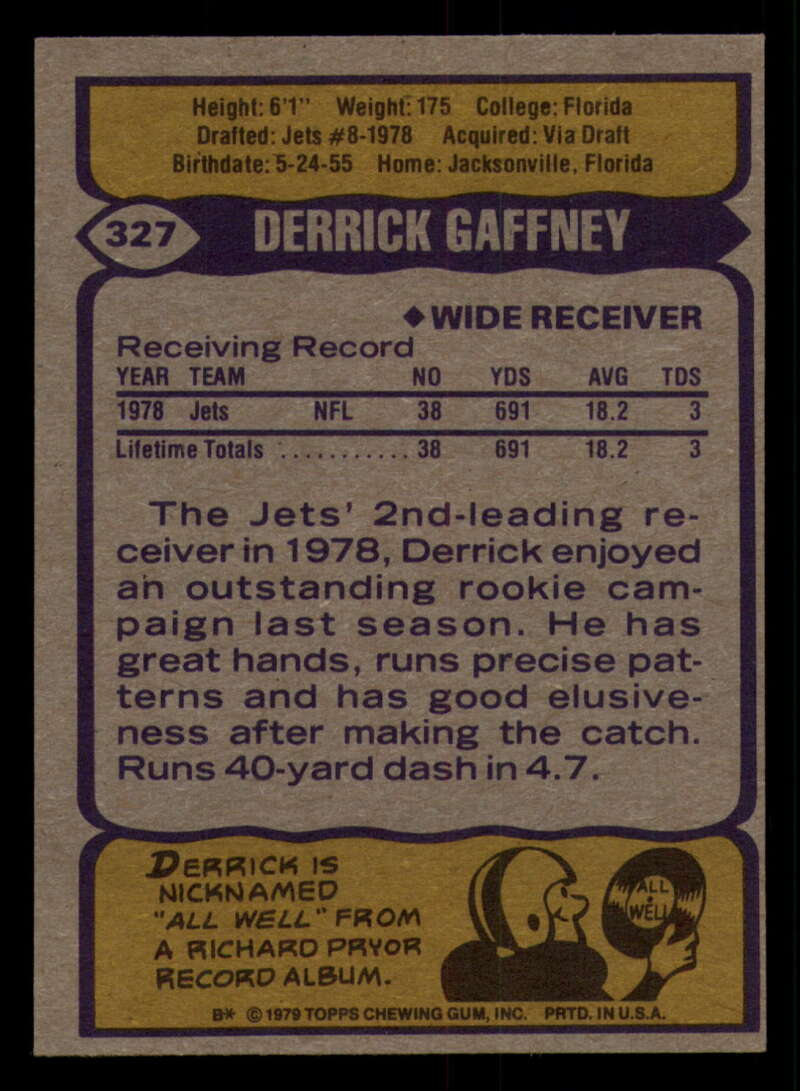 Height: 6'1" Weight: 175 College: Florida
Drafted: Jets #8-1978 Acquired: Via Draft
Birthdate: 5-24-55 Home: Jacksonville, Florida
327 DERRICK GAFFNEY
◆WIDE RECEIVER
Receiving Record
YEAR TEAM NO YDS AVG TDS
1978 Jets NFL 38 691 18.2 3
Lifetime Totals ........... 38 691 18.2 3
The Jets' 2nd-leading re-
ceiver in 1978, Derrick enjoyed
an outstanding rookie cam-
paign last season. He has
great hands, runs precise pat-
terns and has good elusive-
ness after making the catch.
Runs 40-yard dash in 4.7.
DERRICK IS
NICKNAMED
"ALL WELL" FROM
A RICHARD PRYOR
RECORD ALBUM.
ALL
WELL
B* ©1979 TOPPS CHEWING GUM, INC. PRTD. IN U.S.A.